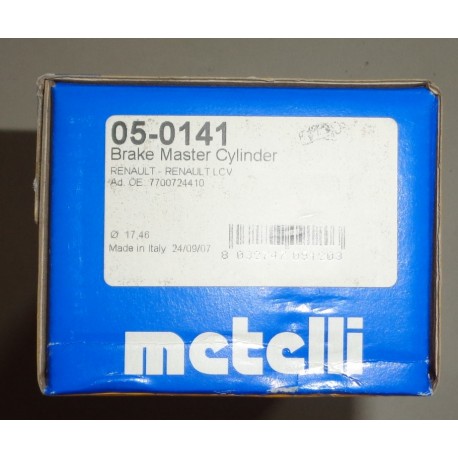 05-0141
Brake Master Cylinder
RENAULT - RENAULT LCV
Ad. OE. 7700724410
Ø 17,46
Made in Italy 24/09/07
metelli